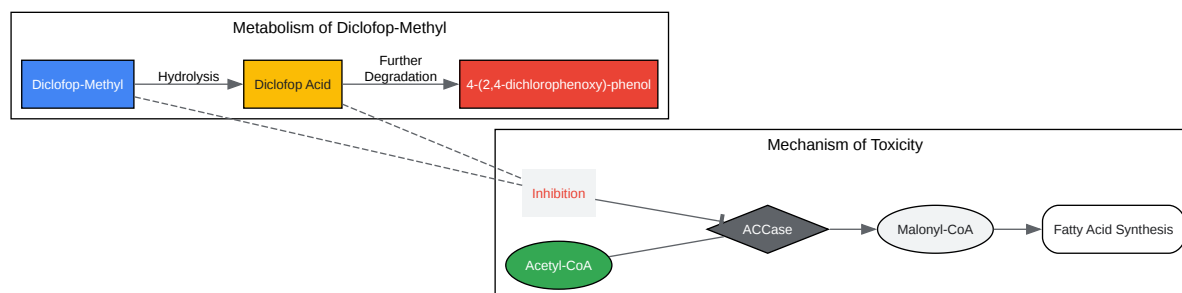 Metabolism of Diclofop-Methyl
Diclofop-Methyl
Hydrolysis
Diclofop Acid
Further
Degradation
4-(2,4-dichlorophenoxy)-phenol
Mechanism of Toxicity
Inhibition
ACCase
Malonyl-CoA
Fatty Acid Synthesis
Acetyl-CoA